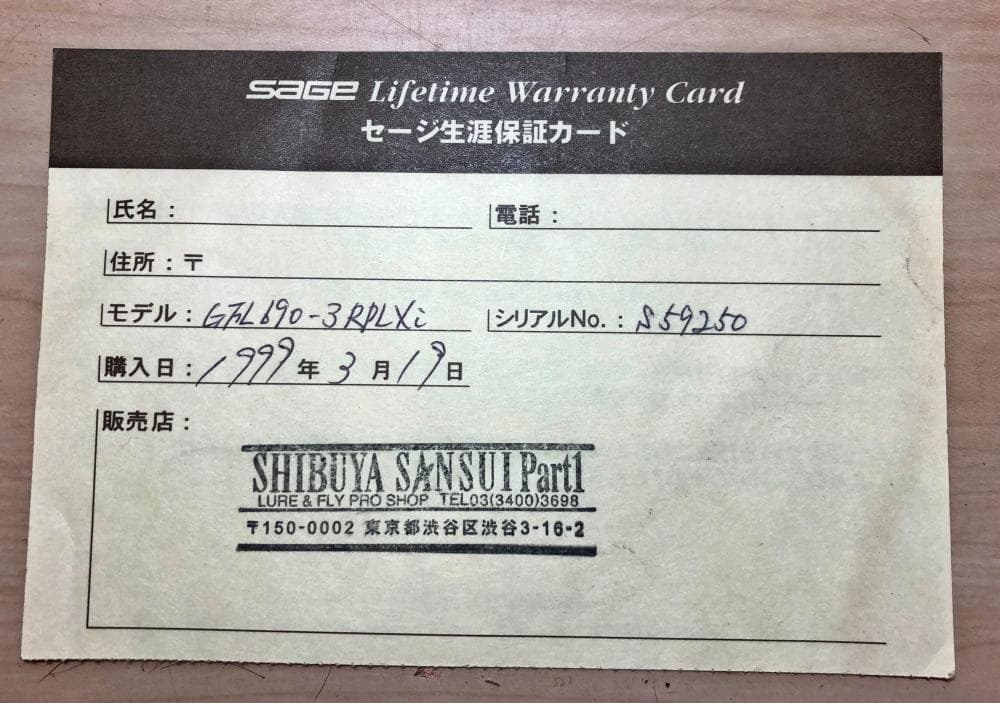 SAGE Lifetime Warranty Card
セージ生涯保証カード
氏名： 電話：
住所：〒
モデル：GFL690-3RPLXi シリアルNo.：S59250
購入日：1999年3月19日
販売店：
SHIBUYA SANSUI Part1
LURE & FLY PRO SHOP TEL03(3400)3698
〒150-0002 東京都渋谷区渋谷3-16-2